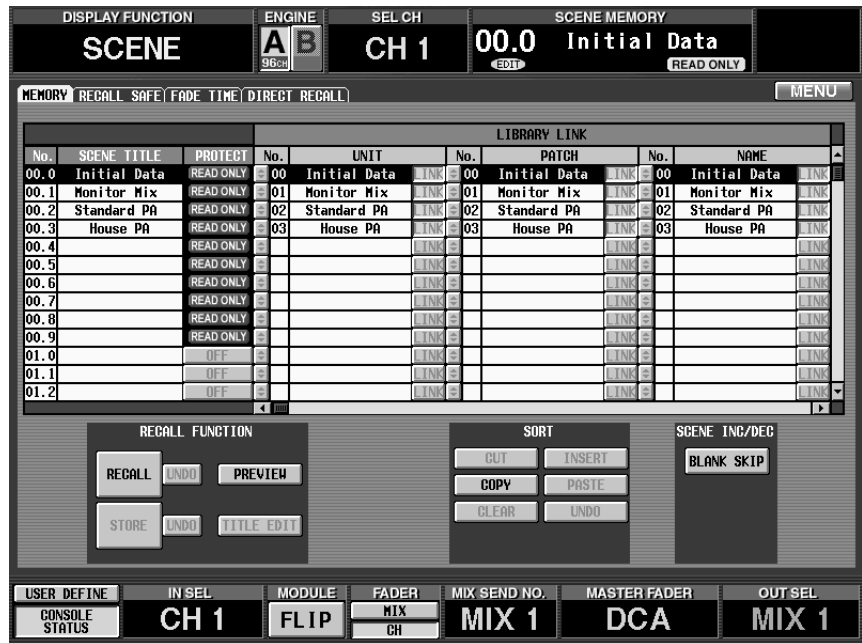 DISPLAY FUNCTION ENGINE SEL CH SCENE MEMORY
SCENE A B 96CH CH 1 00.0 Initial Data
EDIT READ ONLY
MEMORY RECALL SAFE FADE TIME DIRECT RECALL MENU
LIBRARY LINK
No. SCENE TITLE PROTECT No. UNIT No. PATCH No. NAME
00.0 Initial Data READ ONLY 00 Initial Data LINK 00 Initial Data LINK 00 Initial Data LINK
00.1 Monitor Mix READ ONLY 01 Monitor Mix LINK 01 Monitor Mix LINK 01 Monitor Mix LINK
00.2 Standard PA READ ONLY 02 Standard PA LINK 02 Standard PA LINK 02 Standard PA LINK
00.3 House PA READ ONLY 03 House PA LINK 03 House PA LINK 03 House PA LINK
00.4 READ ONLY LINK LINK LINK
00.5 READ ONLY LINK LINK LINK
00.6 READ ONLY LINK LINK LINK
00.7 READ ONLY LINK LINK LINK
00.8 READ ONLY LINK LINK LINK
00.9 READ ONLY LINK LINK LINK
01.0 OFF LINK LINK LINK
01.1 OFF LINK LINK LINK
01.2 OFF LINK LINK LINK
RECALL FUNCTION SORT SCENE INC/DEC
CUT INSERT BLANK SKIP
RECALL UNDO PREVIEW COPY PASTE
STORE UNDO TITLE EDIT CLEAR UNDO
USER DEFINE IN SEL MODULE FADER MIX SEND NO. MASTER FADER OUT SEL
CONSOLE STATUS CH 1 FLIP MIX CH MIX 1 DCA MIX 1